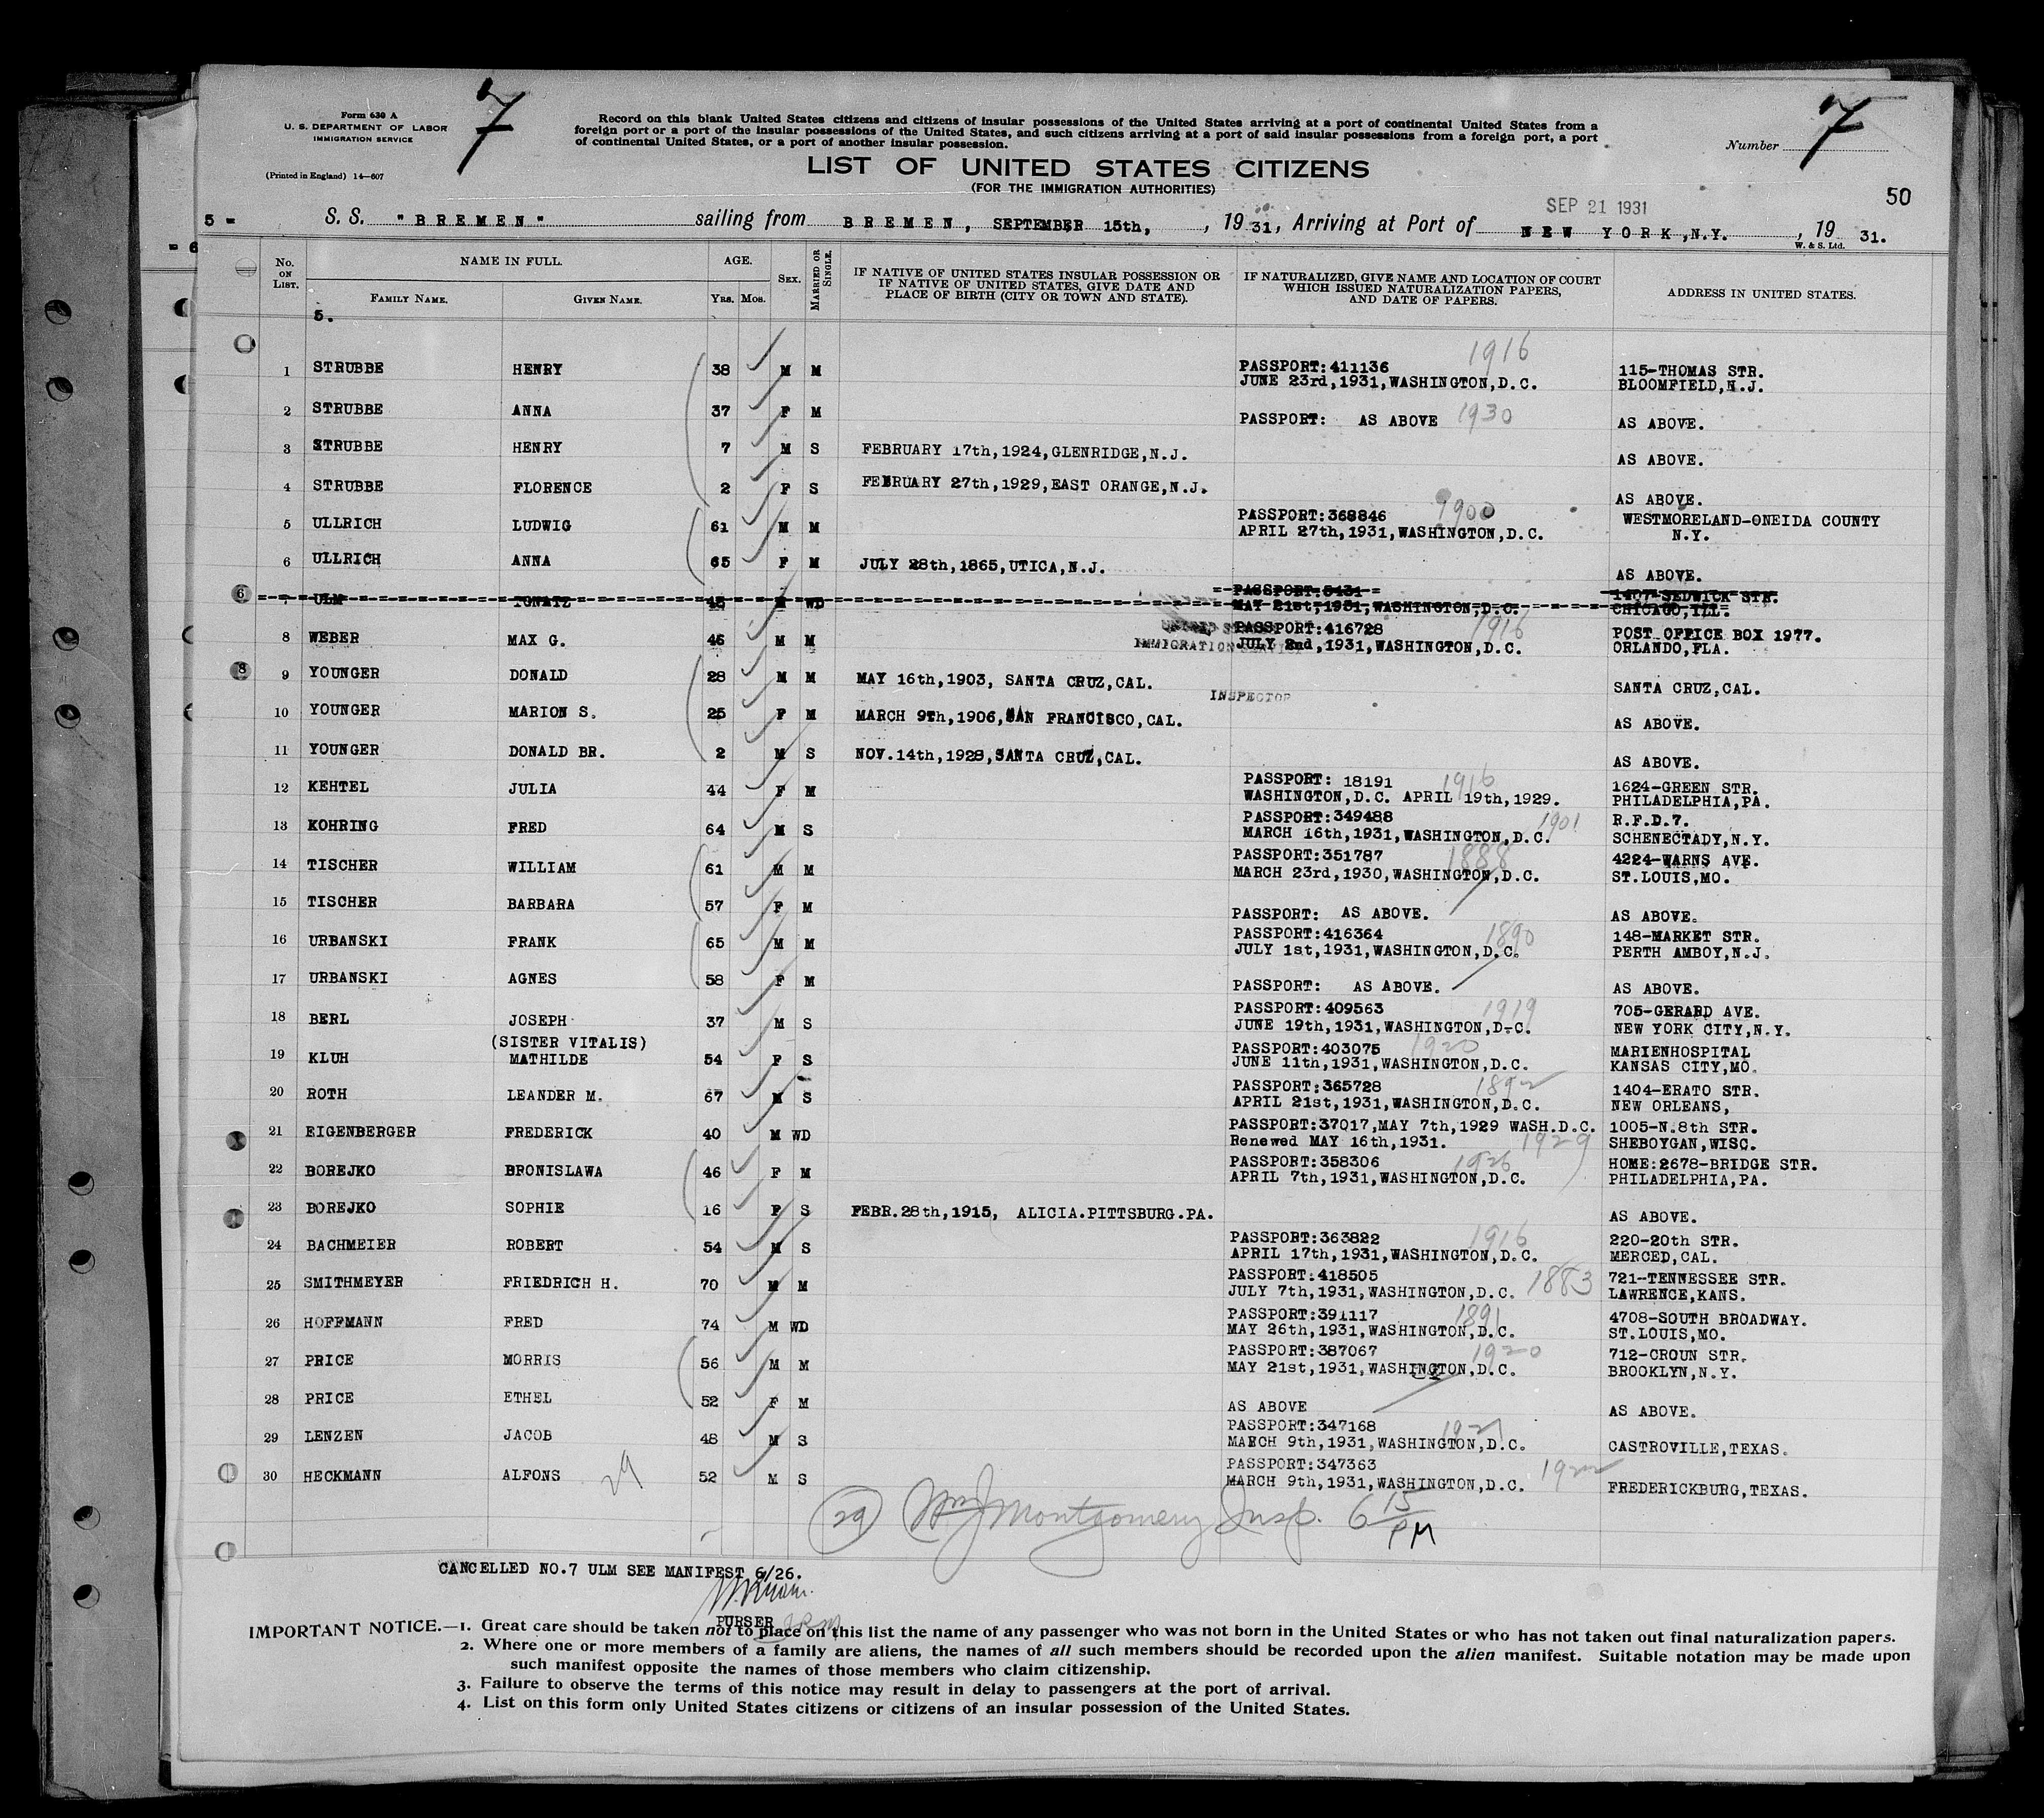 Form 630 A
U. S. DEPARTMENT OF LABOR
IMMIGRATION SERVICE
(Printed in England) 14—607
7
Record on this blank United States citizens and citizens of insular possessions of the United States arriving at a port of continental United States from a
foreign port or a port of the insular possessions of the United States, and such citizens arriving at a port of said insular possessions from a foreign port, a port
of continental United States, or a port of another insular possession.
Number 7
LIST OF UNITED STATES CITIZENS
(FOR THE IMMIGRATION AUTHORITIES)
50
SEP 21 1931
5 = S. S. "BREMEN" sailing from BREMEN, SEPTEMBER 15th, , 1931, Arriving at Port of NEW YORK, N.Y. , 1931.
W. & S. Ltd.
= 6
No. ON LIST. NAME IN FULL. AGE. SEX. MARRIED OR SINGLE. IF NATIVE OF UNITED STATES INSULAR POSSESSION OR IF NATIVE OF UNITED STATES, GIVE DATE AND PLACE OF BIRTH (CITY OR TOWN AND STATE). IF NATURALIZED, GIVE NAME AND LOCATION OF COURT WHICH ISSUED NATURALIZATION PAPERS, AND DATE OF PAPERS. ADDRESS IN UNITED STATES.
FAMILY NAME. GIVEN NAME. YRS. MOS.
5.
1 STRUBBE HENRY 38 M M PASSPORT:411136 1916 115-THOMAS STR.
JUNE 23rd,1931,WASHINGTON,D.C. BLOOMFIELD,N.J.
2 STRUBBE ANNA 37 F M PASSPORT: AS ABOVE 1930 AS ABOVE.
3 STRUBBE HENRY 7 M S FEBRUARY 17th,1924,GLENRIDGE,N.J. AS ABOVE.
4 STRUBBE FLORENCE 2 F S FEBRUARY 27th,1929,EAST ORANGE,N.J. AS ABOVE.
5 ULLRICH LUDWIG 61 M M PASSPORT:368846 1900 WESTMORELAND-ONEIDA COUNTY
APRIL 27th,1931,WASHINGTON,D.C. N.Y.
6 ULLRICH ANNA 65 F M JULY 28th,1865,UTICA,N.J. AS ABOVE.
7 ULM IGNATZ 45 M WD PASSPORT:5431 1407-SEDWICK STR.
MAY 21st,1931,WASHINGTON,D.C. CHICAGO,ILL.
8 WEBER MAX G. 46 M M PASSPORT:416728 1916 POST OFFICE BOX 1977.
IMMIGRATION JULY 2nd,1931,WASHINGTON,D.C. ORLANDO,FLA.
9 YOUNGER DONALD 28 M M MAY 16th,1903, SANTA CRUZ,CAL. SANTA CRUZ,CAL.
INSPECTOR
10 YOUNGER MARION S. 25 F M MARCH 9th,1906,SAN FRANCISCO,CAL. AS ABOVE.
11 YOUNGER DONALD BR. 2 M S NOV.14th,1928,SANTA CRUZ,CAL. AS ABOVE.
12 KEHTEL JULIA 44 F M PASSPORT: 18191 1916 1624-GREEN STR.
WASHINGTON,D.C. APRIL 19th,1929. PHILADELPHIA,PA.
13 KOHRING FRED 64 M S PASSPORT:349488 1901 R.F.D.7.
MARCH 16th,1931,WASHINGTON,D.C. SCHENECTADY,N.Y.
14 TISCHER WILLIAM 61 M M PASSPORT:351787 1888 4224-WARNS AVE.
MARCH 23rd,1930,WASHINGTON,D.C. ST.LOUIS,MO.
15 TISCHER BARBARA 57 F M PASSPORT: AS ABOVE. AS ABOVE.
16 URBANSKI FRANK 65 M M PASSPORT:416364 1890 148-MARKET STR.
JULY 1st,1931,WASHINGTON,D.C. PERTH AMBOY,N.J.
17 URBANSKI AGNES 58 F M PASSPORT: AS ABOVE. AS ABOVE.
18 BERL JOSEPH 37 M S PASSPORT:409563 1919 705-GERARD AVE.
JUNE 19th,1931,WASHINGTON,D.C. NEW YORK CITY,N.Y.
(SISTER VITALIS)
19 KLUH MATHILDE 54 F S PASSPORT:403075 1920 MARIENHOSPITAL
JUNE 11th,1931,WASHINGTON,D.C. KANSAS CITY,MO.
20 ROTH LEANDER M. 67 M S PASSPORT:365728 1892 1404-ERATO STR.
APRIL 21st,1931,WASHINGTON,D.C. NEW ORLEANS,
21 EIGENBERGER FREDERICK 40 M WD PASSPORT:37017,MAY 7th,1929 WASH.D.C. 1005-N.8th STR.
Renewed MAY 16th,1931. 1929 SHEBOYGAN,WISC.
22 BOREJKO BRONISLAWA 46 F M PASSPORT:358306 1926 HOME:2678-BRIDGE STR.
APRIL 7th,1931,WASHINGTON,D.C. PHILADELPHIA,PA.
23 BOREJKO SOPHIE 16 F S FEBR.28th,1915, ALICIA.PITTSBURG.PA. AS ABOVE.
24 BACHMEIER ROBERT 54 M S PASSPORT:363822 1916 220-20th STR.
APRIL 17th,1931,WASHINGTON,D.C. MERCED,CAL.
25 SMITHMEYER FRIEDRICH H. 70 M M PASSPORT:418505 1883 721-TENNESSEE STR.
JULY 7th,1931,WASHINGTON,D.C. LAWRENCE,KANS.
26 HOFFMANN FRED 74 M WD PASSPORT:391117 1891 4708-SOUTH BROADWAY.
MAY 26th,1931,WASHINGTON,D.C. ST.LOUIS,MO.
27 PRICE MORRIS 56 M M PASSPORT:387067 1920 712-CROUN STR.
MAY 21st,1931,WASHINGTON,D.C. BROOKLYN,N.Y.
28 PRICE ETHEL 52 F M AS ABOVE AS ABOVE.
29 LENZEN JACOB 48 M S PASSPORT:347168 CASTROVILLE,TEXAS.
MARCH 9th,1931,WASHINGTON,D.C.
30 HECKMANN ALFONS 29 52 M S PASSPORT:347363 1922 FREDERICKBURG,TEXAS.
MARCH 9th,1931,WASHINGTON,D.C.
29 Wm J Montgomery Insp. 6 15 PM
CANCELLED NO.7 ULM SEE MANIFEST 6/26.
PURSER
IMPORTANT NOTICE.—1. Great care should be taken not to place on this list the name of any passenger who was not born in the United States or who has not taken out final naturalization papers.
2. Where one or more members of a family are aliens, the names of all such members should be recorded upon the alien manifest. Suitable notation may be made upon
such manifest opposite the names of those members who claim citizenship.
3. Failure to observe the terms of this notice may result in delay to passengers at the port of arrival.
4. List on this form only United States citizens or citizens of an insular possession of the United States.